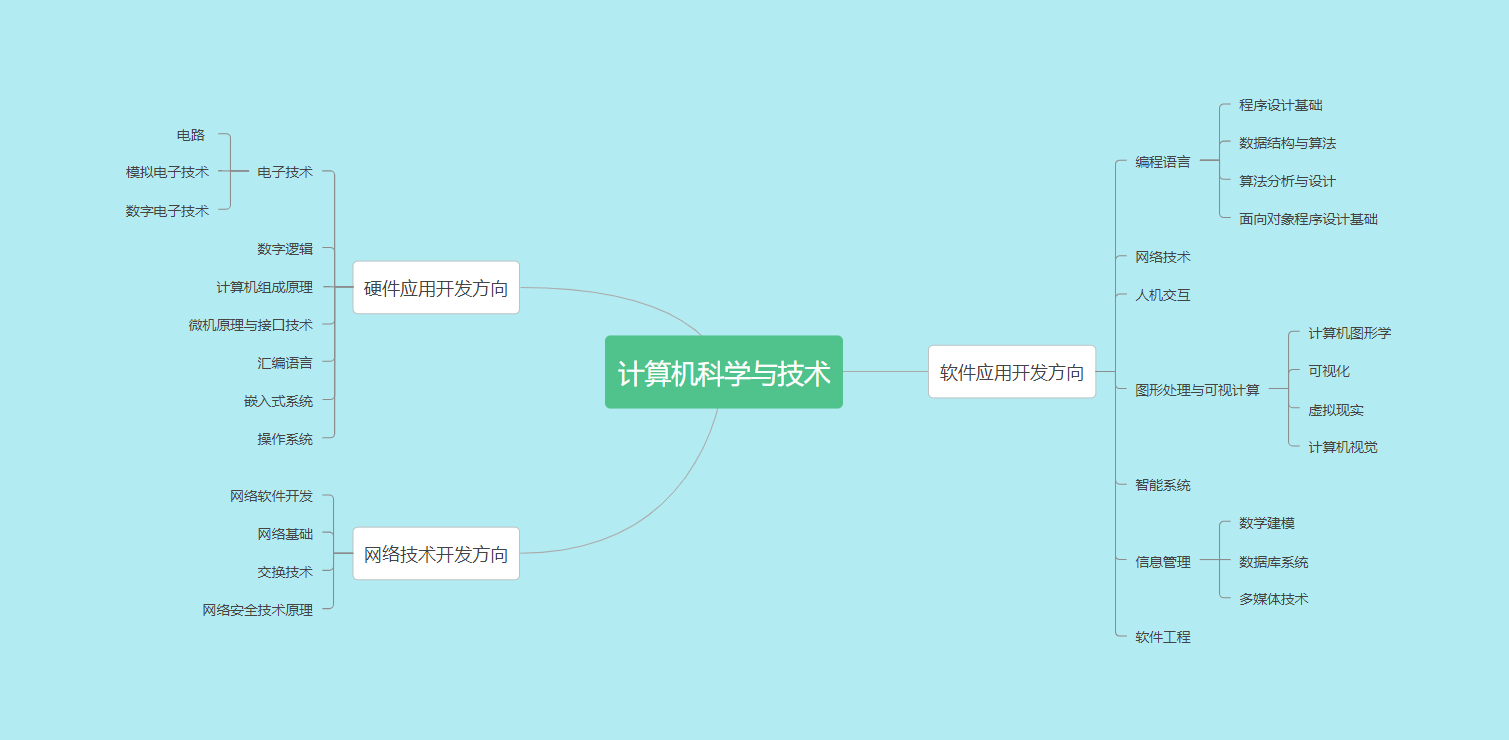 计算机科学与技术
硬件应用开发方向
电子技术
电路
模拟电子技术
数字电子技术
数字逻辑
计算机组成原理
微机原理与接口技术
汇编语言
嵌入式系统
操作系统
网络技术开发方向
网络软件开发
网络基础
交换技术
网络安全技术原理
软件应用开发方向
编程语言
程序设计基础
数据结构与算法
算法分析与设计
面向对象程序设计基础
网络技术
人机交互
图形处理与可视计算
计算机图形学
可视化
虚拟现实
计算机视觉
智能系统
信息管理
数学建模
数据库系统
多媒体技术
软件工程